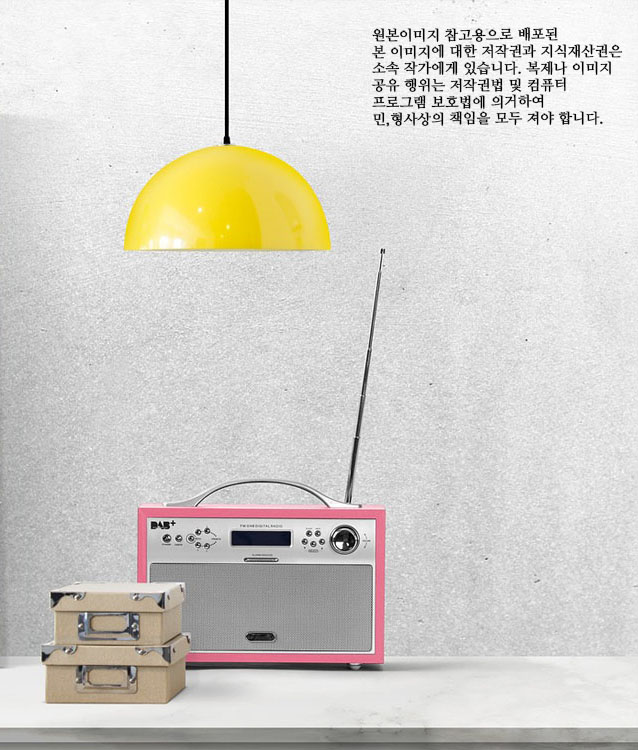 원본이미지 참고용으로 배포된
본 이미지에 대한 저작권과 지식재산권은
소속 작가에게 있습니다. 복제나 이미지
공유 행위는 저작권법 및 컴퓨터
프로그램 보호법에 의거하여
민,형사상의 책임을 모두 져야 합니다.
DAB+
FM/DAB DIGITAL RADIO